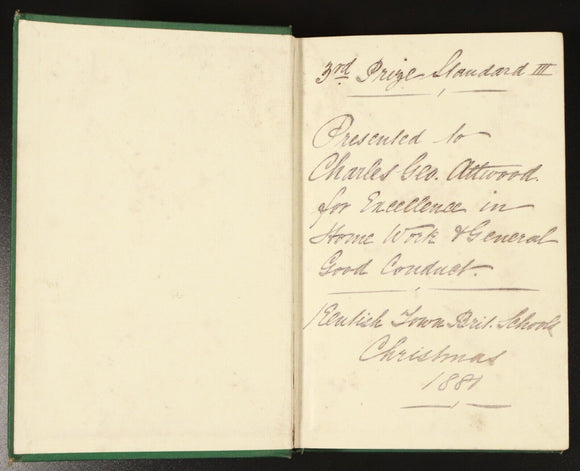 3rd Prize Standard III
Presented to
Charles Geo. Attwood.
for Excellence in
Home Work & General
Good Conduct.
Kentish Town Brit. Schools
Christmas
1881